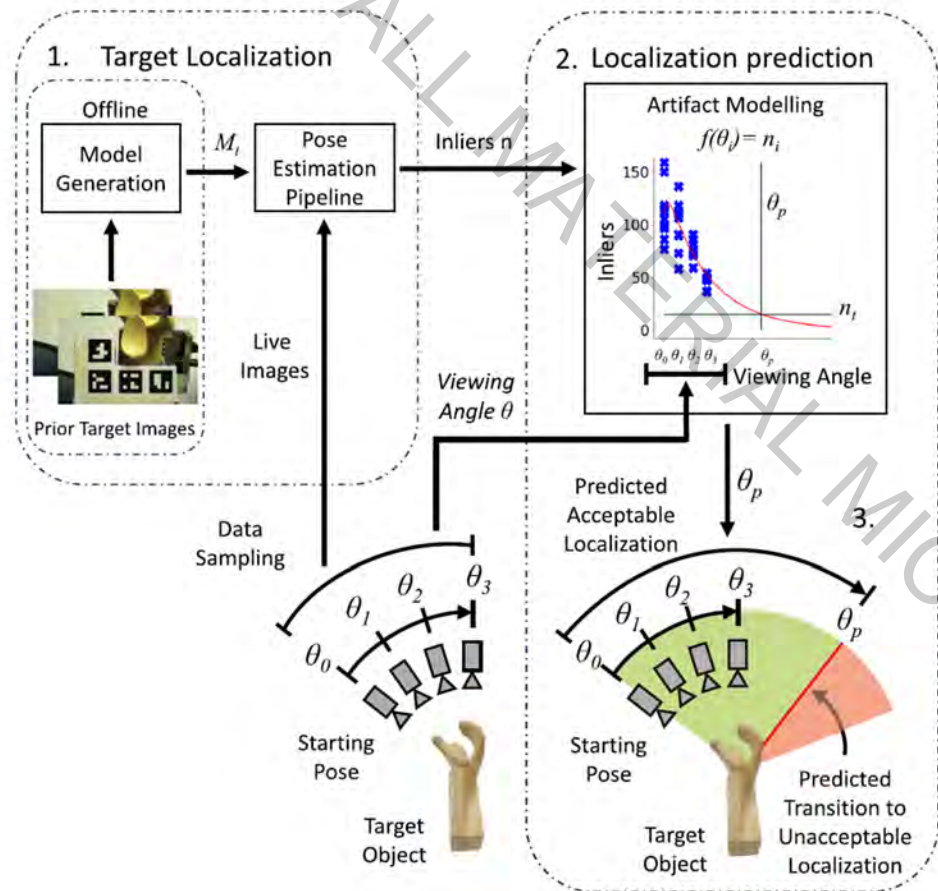 1. Target Localization
Offline
Model
Generation
M_t
Pose
Estimation
Pipeline
Inliers n
Prior Target Images
Live
Images
Viewing
Angle θ
Data
Sampling
θ_0
θ_1
θ_2
θ_3
Starting
Pose
Target
Object
2. Localization prediction
Artifact Modelling
f(θ_i) = n_i
Inliers
150
100
50
0
θ_p
n_t
θ_0 θ_1 θ_2 θ_3 θ_p
Viewing Angle
θ_p
Predicted
Acceptable
Localization
3.
θ_0
θ_1
θ_2
θ_3
θ_p
Starting
Pose
Target
Object
Predicted
Transition to
Unacceptable
Localization
ALL MATERIAL